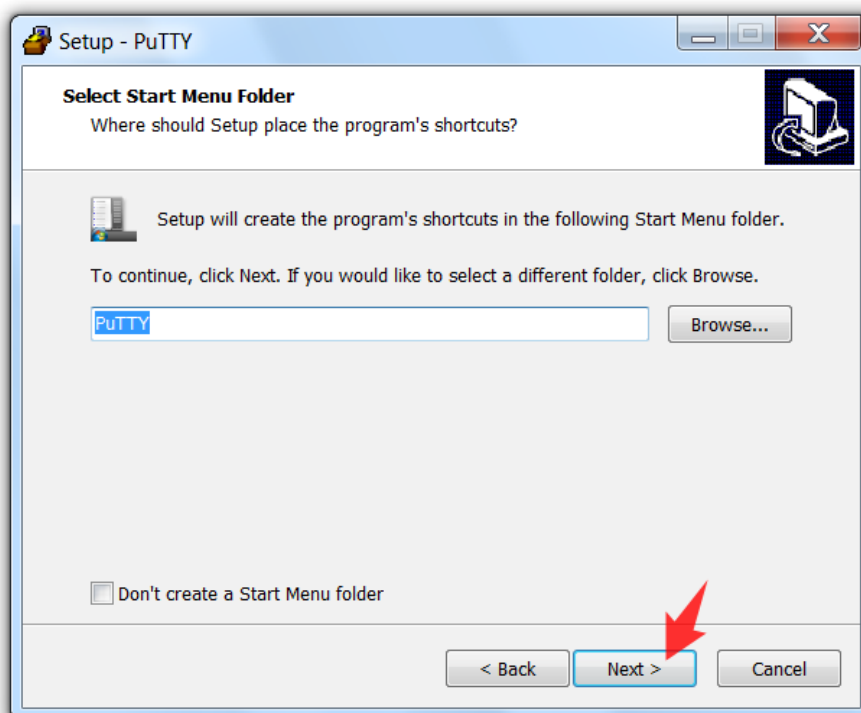 Setup - PuTTY
Select Start Menu Folder
Where should Setup place the program's shortcuts?
Setup will create the program's shortcuts in the following Start Menu folder.
To continue, click Next. If you would like to select a different folder, click Browse.
PuTTY
Browse...
Don't create a Start Menu folder
< Back
Next >
Cancel